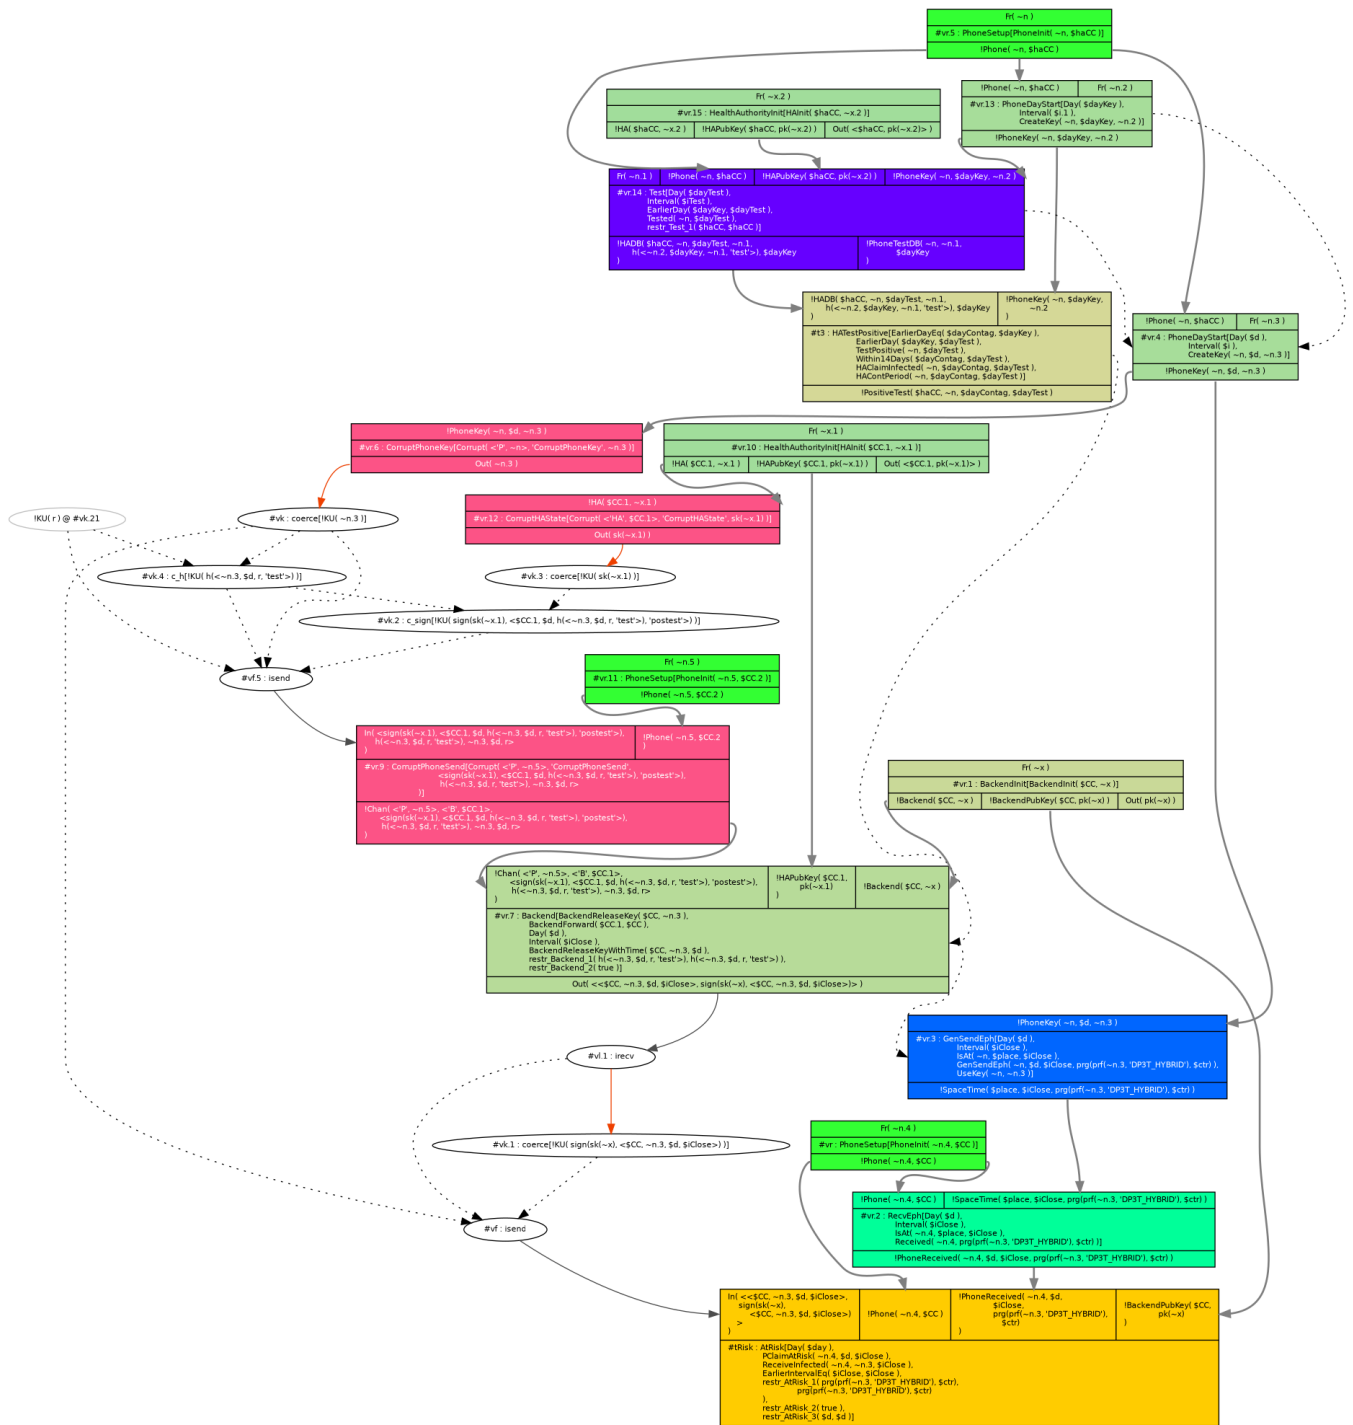 Fr( ~n )
#vr.5 : PhoneSetup[PhoneInit( ~n, $haCC )]
!Phone( ~n, $haCC )
!Phone( ~n, $haCC )
Fr( ~n.2 )
#vr.13 : PhoneDayStart[Day( $dayKey ),
Interval( $i.1 ),
CreateKey( ~n, $dayKey, ~n.2 )]
!PhoneKey( ~n, $dayKey, ~n.2 )
Fr( ~x.2 )
#vr.15 : HealthAuthorityInit[HAInit( $haCC, ~x.2 )]
!HA( $haCC, ~x.2 )
!HAPubKey( $haCC, pk(~x.2) )
Out( <$haCC, pk(~x.2)> )
Fr( ~n.1 )
!Phone( ~n, $haCC )
!HAPubKey( $haCC, pk(~x.2) )
!PhoneKey( ~n, $dayKey, ~n.2 )
#vr.14 : Test[Day( $dayTest ),
Interval( $iTest ),
EarlierDay( $dayKey, $dayTest ),
Tested( ~n, $dayTest ),
restr_Test_1( $haCC, $haCC )]
!HADB( $haCC, ~n, $dayTest, ~n.1,
h(<~n.2, $dayKey, ~n.1, 'test'>), $dayKey
)
!PhoneTestDB( ~n, ~n.1,
$dayKey
)
!HADB( $haCC, ~n, $dayTest, ~n.1,
h(<~n.2, $dayKey, ~n.1, 'test'>), $dayKey
)
!PhoneKey( ~n, $dayKey,
~n.2
)
#t3 : HATestPositive[EarlierDayEq( $dayContag, $dayKey ),
EarlierDay( $dayKey, $dayTest ),
TestPositive( ~n, $dayTest ),
Within14Days( $dayContag, $dayTest ),
HAClaimInfected( ~n, $dayContag, $dayTest ),
HAContPeriod( ~n, $dayContag, $dayTest )]
!PositiveTest( $haCC, ~n, $dayContag, $dayTest )
!Phone( ~n, $haCC )
Fr( ~n.3 )
#vr.4 : PhoneDayStart[Day( $d ),
Interval( $i ),
CreateKey( ~n, $d, ~n.3 )]
!PhoneKey( ~n, $d, ~n.3 )
!PhoneKey( ~n, $d, ~n.3 )
#vr.6 : CorruptPhoneKey[Corrupt( <'P', ~n>, 'CorruptPhoneKey', ~n.3 )]
Out( ~n.3 )
Fr( ~x.1 )
#vr.10 : HealthAuthorityInit[HAInit( $CC.1, ~x.1 )]
!HA( $CC.1, ~x.1 )
!HAPubKey( $CC.1, pk(~x.1) )
Out( <$CC.1, pk(~x.1)> )
!HA( $CC.1, ~x.1 )
#vr.12 : CorruptHAState[Corrupt( <'HA', $CC.1>, 'CorruptHAState', sk(~x.1) )]
Out( sk(~x.1) )
!KU( r ) @ #vk.21
#vk : coerce[!KU( ~n.3 )]
#vk.4 : c_h[!KU( h(<~n.3, $d, r, 'test'>) )]
#vk.3 : coerce[!KU( sk(~x.1) )]
#vk.2 : c_sign[!KU( sign(sk(~x.1), <$CC.1, $d, h(<~n.3, $d, r, 'test'>), 'postest'>) )]
#vf.5 : isend
Fr( ~n.5 )
#vr.11 : PhoneSetup[PhoneInit( ~n.5, $CC.2 )]
!Phone( ~n.5, $CC.2 )
In( <sign(sk(~x.1), <$CC.1, $d, h(<~n.3, $d, r, 'test'>), 'postest'>),
h(<~n.3, $d, r, 'test'>), ~n.3, $d, r>
)
!Phone( ~n.5, $CC.2
)
#vr.9 : CorruptPhoneSend[Corrupt( <'P', ~n.5>, 'CorruptPhoneSend',
<sign(sk(~x.1), <$CC.1, $d, h(<~n.3, $d, r, 'test'>), 'postest'>),
h(<~n.3, $d, r, 'test'>), ~n.3, $d, r>
)]
!Chan( <'P', ~n.5>, <'B', $CC.1>,
<sign(sk(~x.1), <$CC.1, $d, h(<~n.3, $d, r, 'test'>), 'postest'>),
h(<~n.3, $d, r, 'test'>), ~n.3, $d, r>
)
Fr( ~x )
#vr.1 : BackendInit[BackendInit( $CC, ~x )]
!Backend( $CC, ~x )
!BackendPubKey( $CC, pk(~x) )
Out( pk(~x) )
!Chan( <'P', ~n.5>, <'B', $CC.1>,
<sign(sk(~x.1), <$CC.1, $d, h(<~n.3, $d, r, 'test'>), 'postest'>),
h(<~n.3, $d, r, 'test'>), ~n.3, $d, r>
)
!HAPubKey( $CC.1,
pk(~x.1)
)
!Backend( $CC, ~x )
#vr.7 : Backend[BackendReleaseKey( $CC, ~n.3 ),
BackendForward( $CC.1, $CC ),
Day( $d ),
Interval( $iClose ),
BackendReleaseKeyWithTime( $CC, ~n.3, $d ),
restr_Backend_1( h(<~n.3, $d, r, 'test'>), h(<~n.3, $d, r, 'test'>) ),
restr_Backend_2( true )]
Out( <<$CC, ~n.3, $d, $iClose>, sign(sk(~x), <$CC, ~n.3, $d, $iClose>)> )
!PhoneKey( ~n, $d, ~n.3 )
#vr.3 : GenSendEph[Day( $d ),
Interval( $iClose ),
IsAt( ~n, $place, $iClose ),
GenSendEph( ~n, $d, $iClose, prg(prf(~n.3, 'DP3T_HYBRID'), $ctr) ),
UseKey( ~n, ~n.3 )]
!SpaceTime( $place, $iClose, prg(prf(~n.3, 'DP3T_HYBRID'), $ctr) )
#vl.1 : irecv
#vk.1 : coerce[!KU( sign(sk(~x), <$CC, ~n.3, $d, $iClose>) )]
Fr( ~n.4 )
#vr : PhoneSetup[PhoneInit( ~n.4, $CC )]
!Phone( ~n.4, $CC )
#vf : isend
!Phone( ~n.4, $CC )
!SpaceTime( $place, $iClose, prg(prf(~n.3, 'DP3T_HYBRID'), $ctr) )
#vr.2 : RecvEph[Day( $d ),
Interval( $iClose ),
IsAt( ~n.4, $place, $iClose ),
Received( ~n.4, prg(prf(~n.3, 'DP3T_HYBRID'), $ctr) )]
!PhoneReceived( ~n.4, $d, $iClose, prg(prf(~n.3, 'DP3T_HYBRID'), $ctr) )
In( <<$CC, ~n.3, $d, $iClose>,
sign(sk(~x),
<$CC, ~n.3, $d, $iClose>)
>
)
!Phone( ~n.4, $CC )
!PhoneReceived( ~n.4, $d,
$iClose,
prg(prf(~n.3, 'DP3T_HYBRID'),
$ctr)
)
!BackendPubKey( $CC,
pk(~x)
)
#tRisk : AtRisk[Day( $day ),
PClaimAtRisk( ~n.4, $d, $iClose ),
ReceiveInfected( ~n.4, ~n.3, $iClose ),
EarlierIntervalEq( $iClose, $iClose ),
restr_AtRisk_1( prg(prf(~n.3, 'DP3T_HYBRID'), $ctr),
prg(prf(~n.3, 'DP3T_HYBRID'), $ctr)
),
restr_AtRisk_2( true ),
restr_AtRisk_3( $d, $d )]